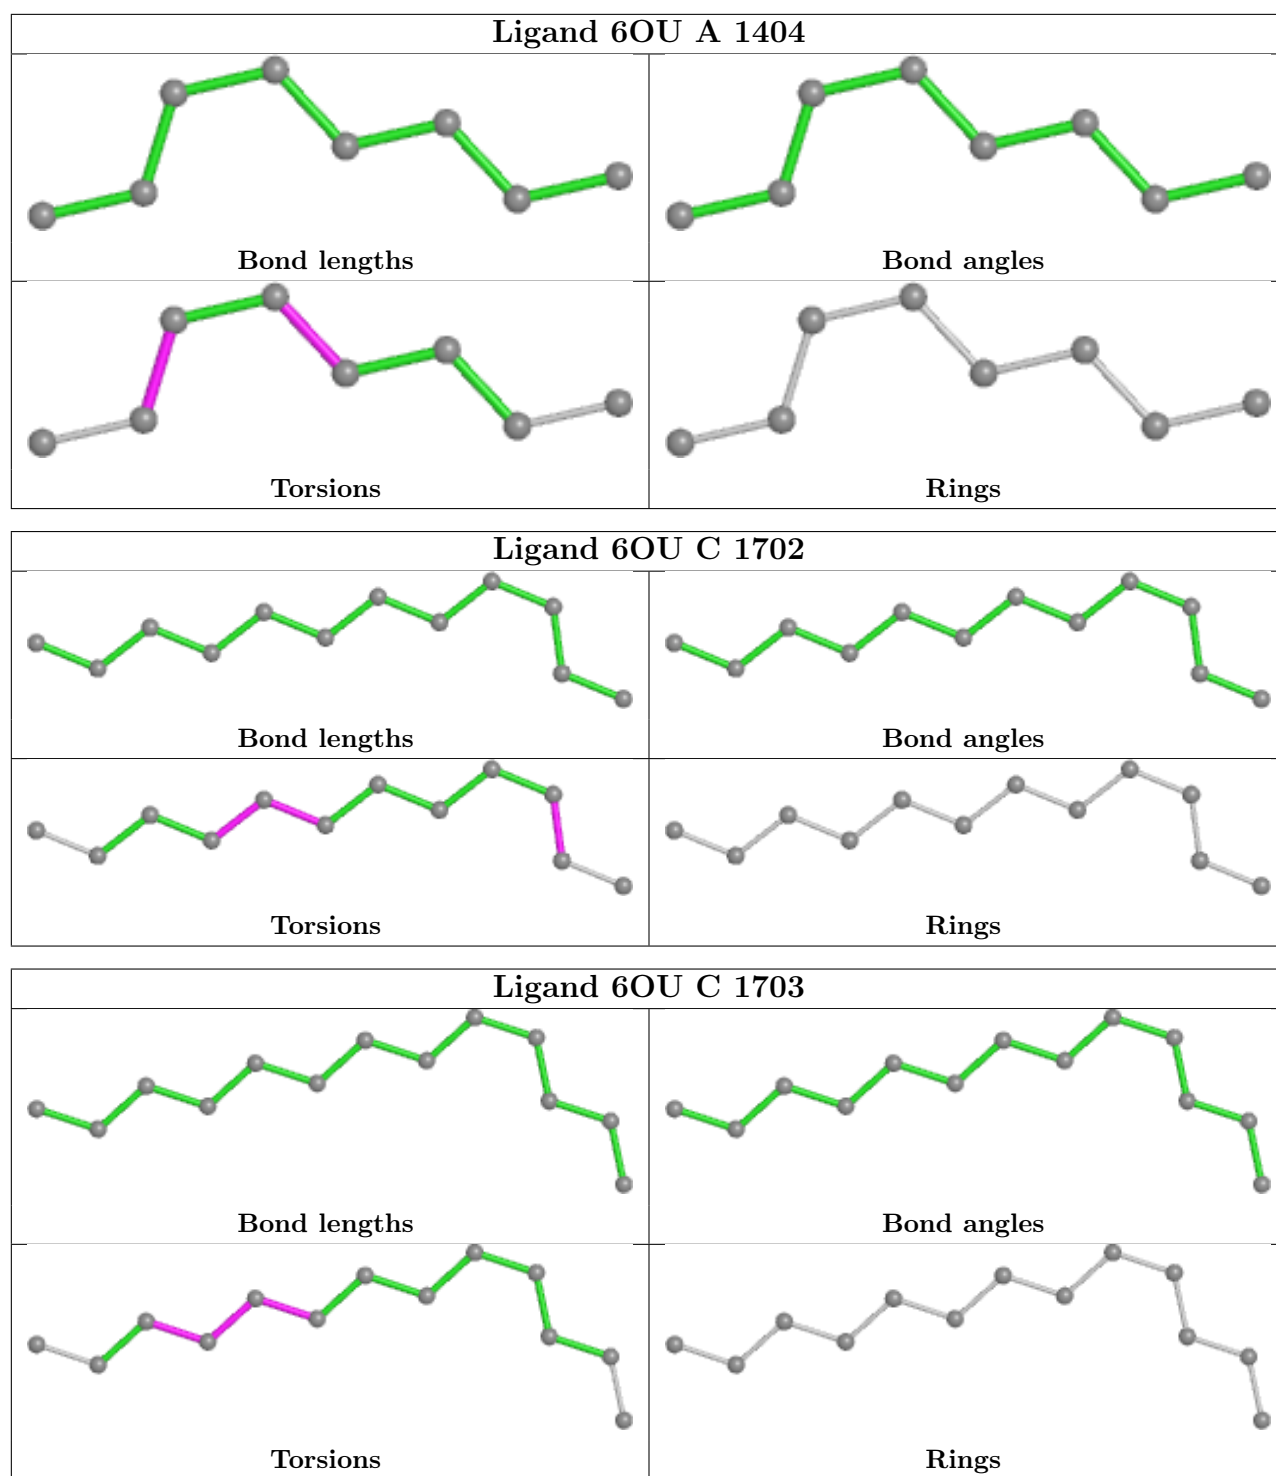 Ligand 6OU A 1404
Bond lengths
Bond angles
Torsions
Rings
Ligand 6OU C 1702
Bond lengths
Bond angles
Torsions
Rings
Ligand 6OU C 1703
Bond lengths
Bond angles
Torsions
Rings